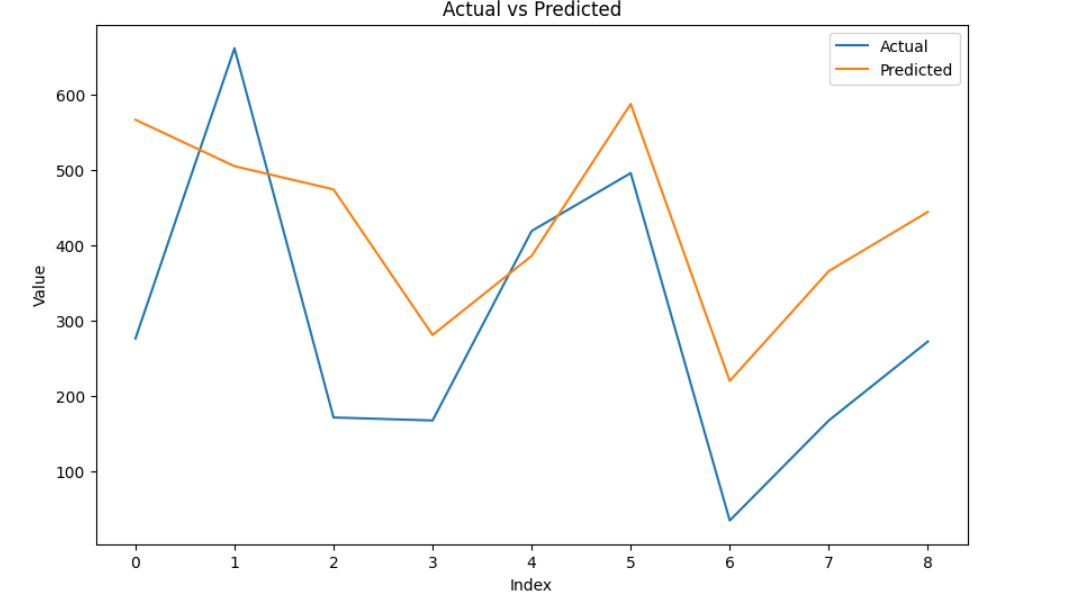 Actual vs Predicted
Actual
Predicted
600
500
400
300
200
100
Value
0 1 2 3 4 5 6 7 8
Index